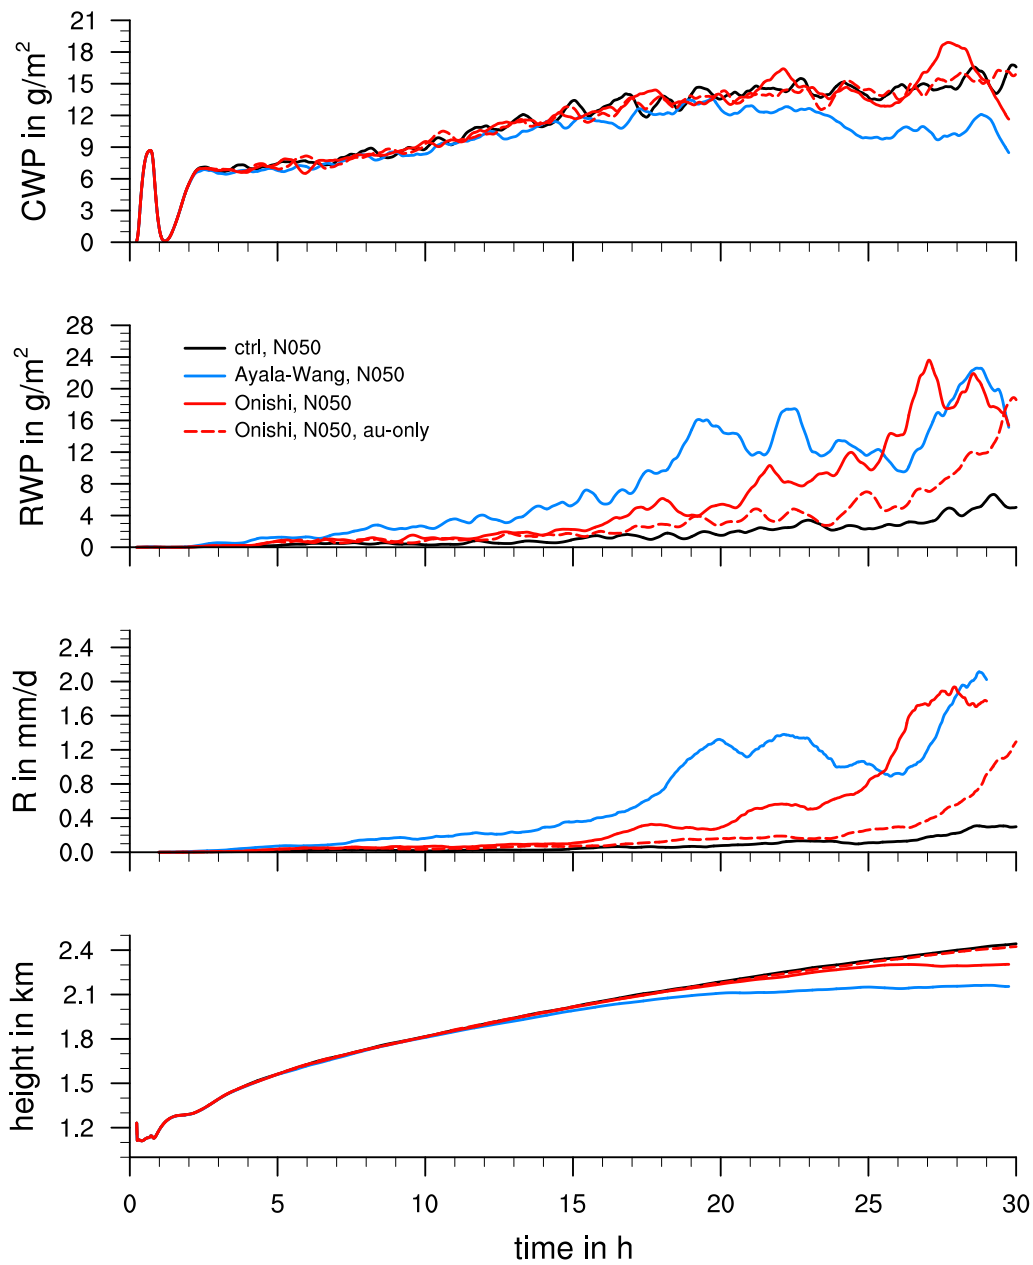 CWP in g/m²
21
18
15
12
9
6
3
0
RWP in g/m²
28
24
20
16
12
8
4
0
ctrl, N050
Ayala-Wang, N050
Onishi, N050
Onishi, N050, au-only
R in mm/d
2.4
2.0
1.6
1.2
0.8
0.4
0.0
height in km
2.4
2.1
1.8
1.5
1.2
0 5 10 15 20 25 30
time in h